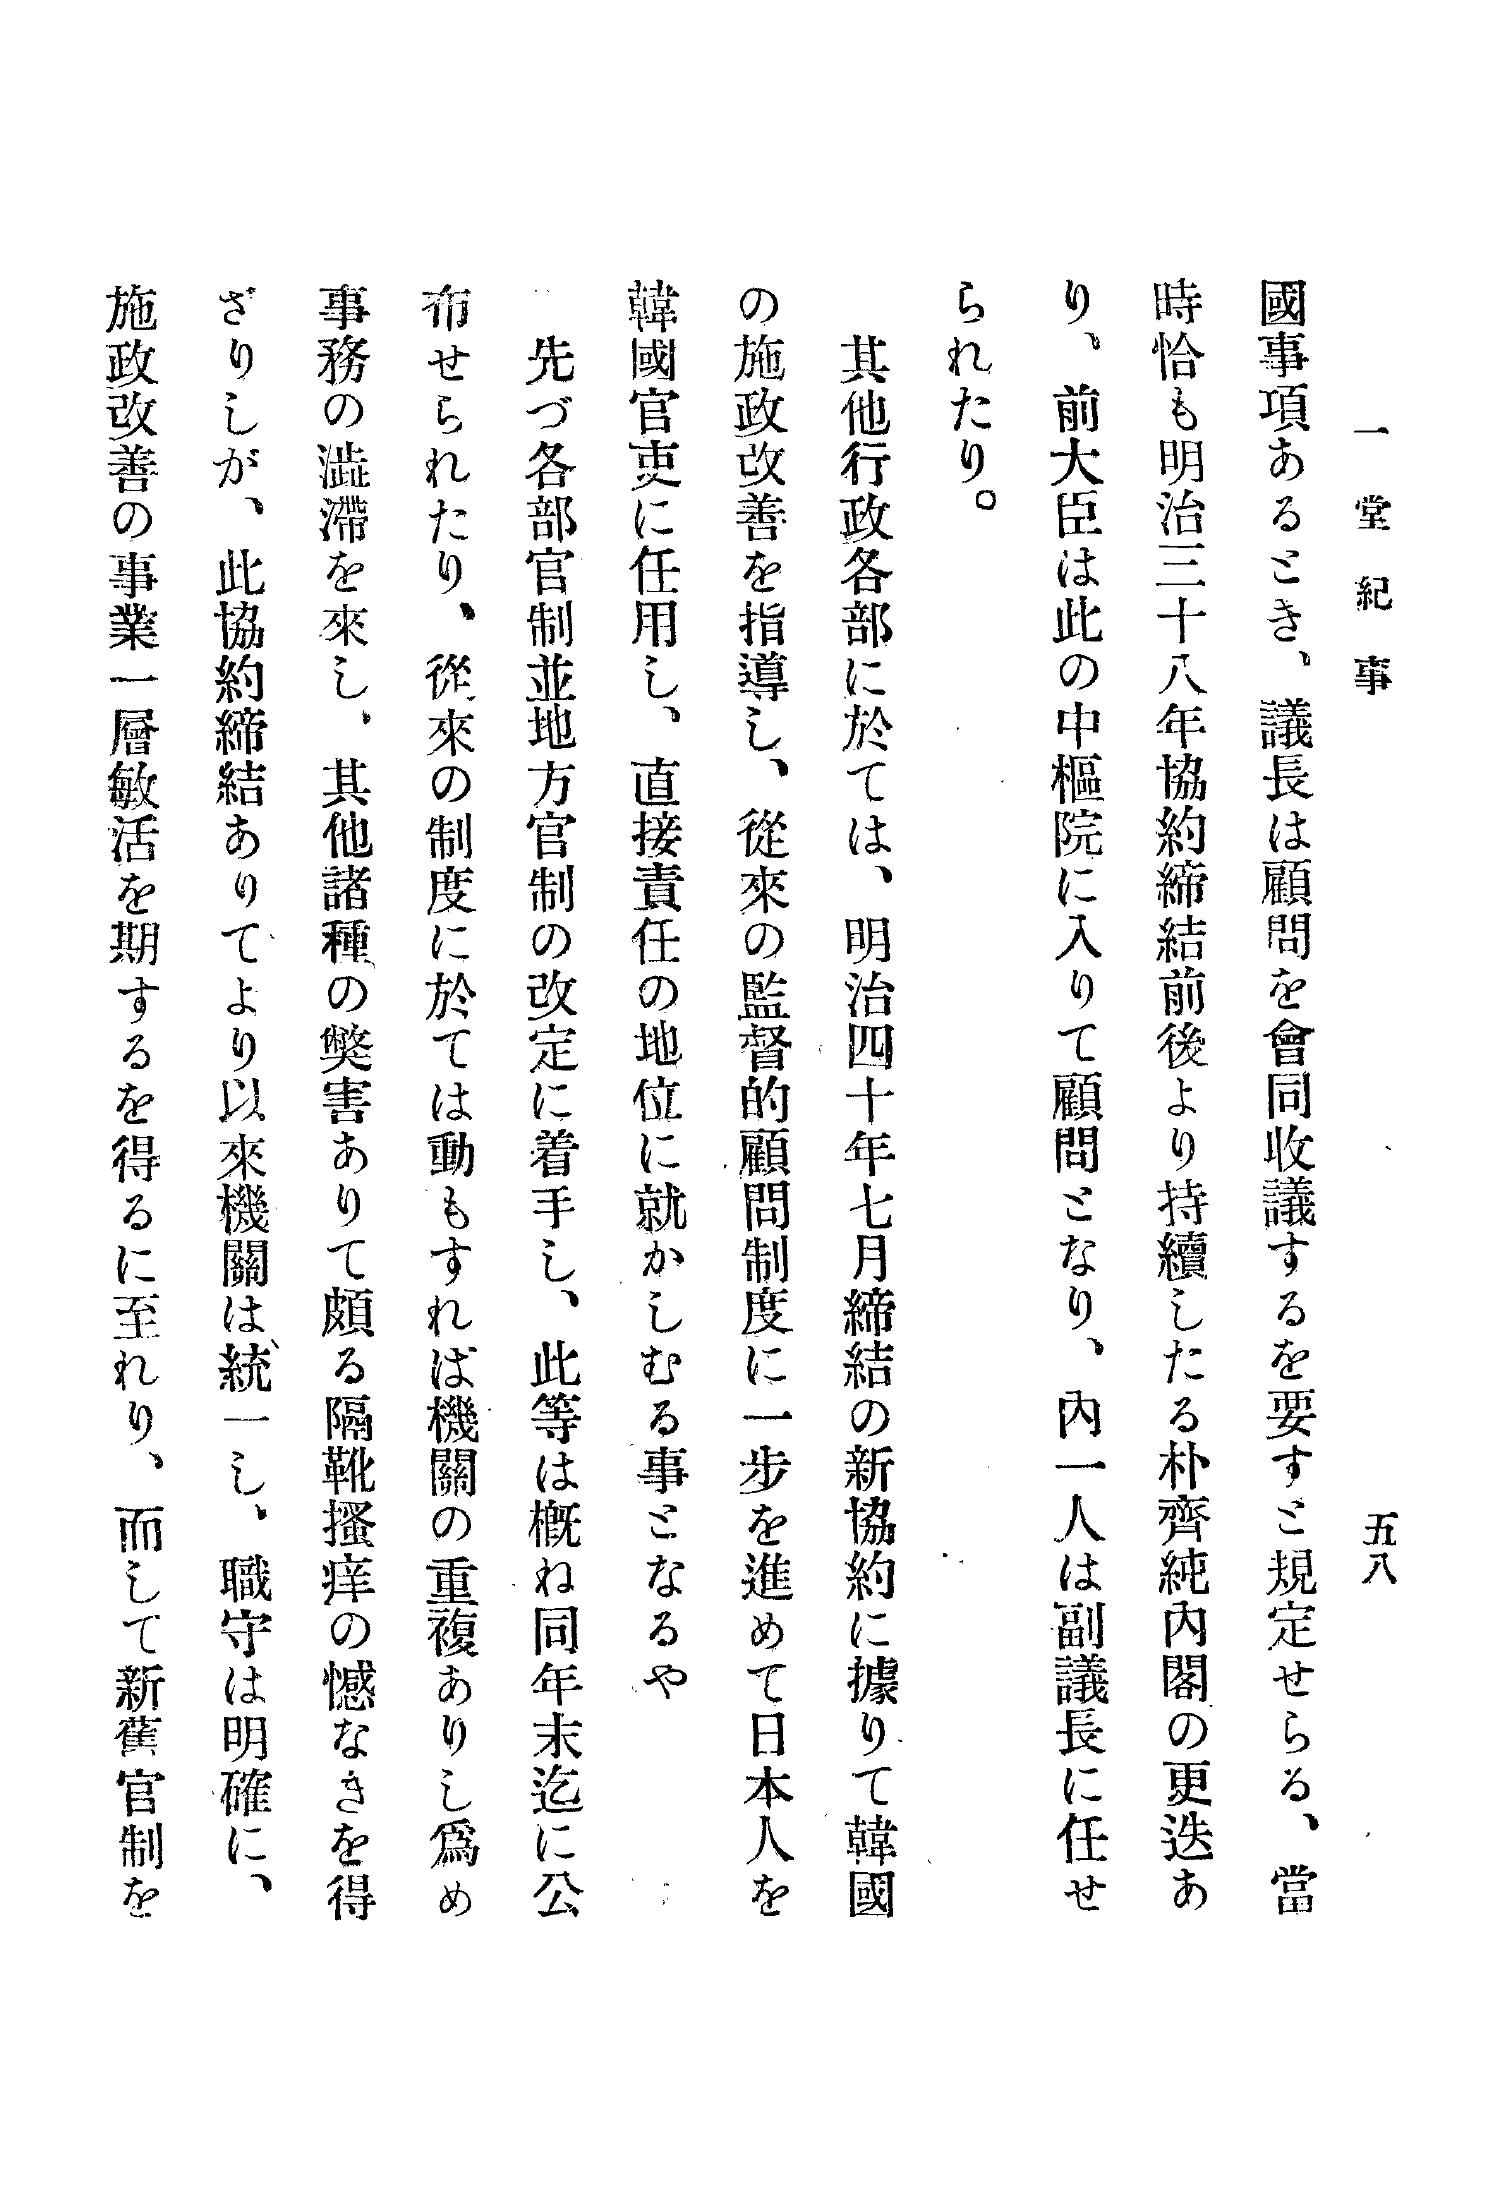 一堂紀事
五八
國事項あるとき、議長は顧問を會同收議するを要すと規定せらる、當
時恰も明治三十八年協約締結前後より持續したる朴齊純內閣の更迭あ
り、前大臣は此の中樞院に入りて顧問となり、內一人は副議長に任せ
られたり。
其他行政各部に於ては、明治四十年七月締結の新協約に據りて韓國
の施政改善を指導し、從來の監督的顧問制度に一步を進めて日本人を
韓國官吏に任用し、直接責任の地位に就かしむる事となるや
先づ各部官制並地方官制の改定に着手し、此等は概ね同年末迄に公
布せられたり、從來の制度に於ては動もすれば機關の重複ありし爲め
事務の澁滯を來し、其他諸種の獘害ありて頗る隔靴搔痒の憾なきを得
ざりしが、此協約締結ありてより以來機關は統一し、職守は明確に、
施政改善の事業一層敏活を期するを得るに至れり、而して新舊官制を